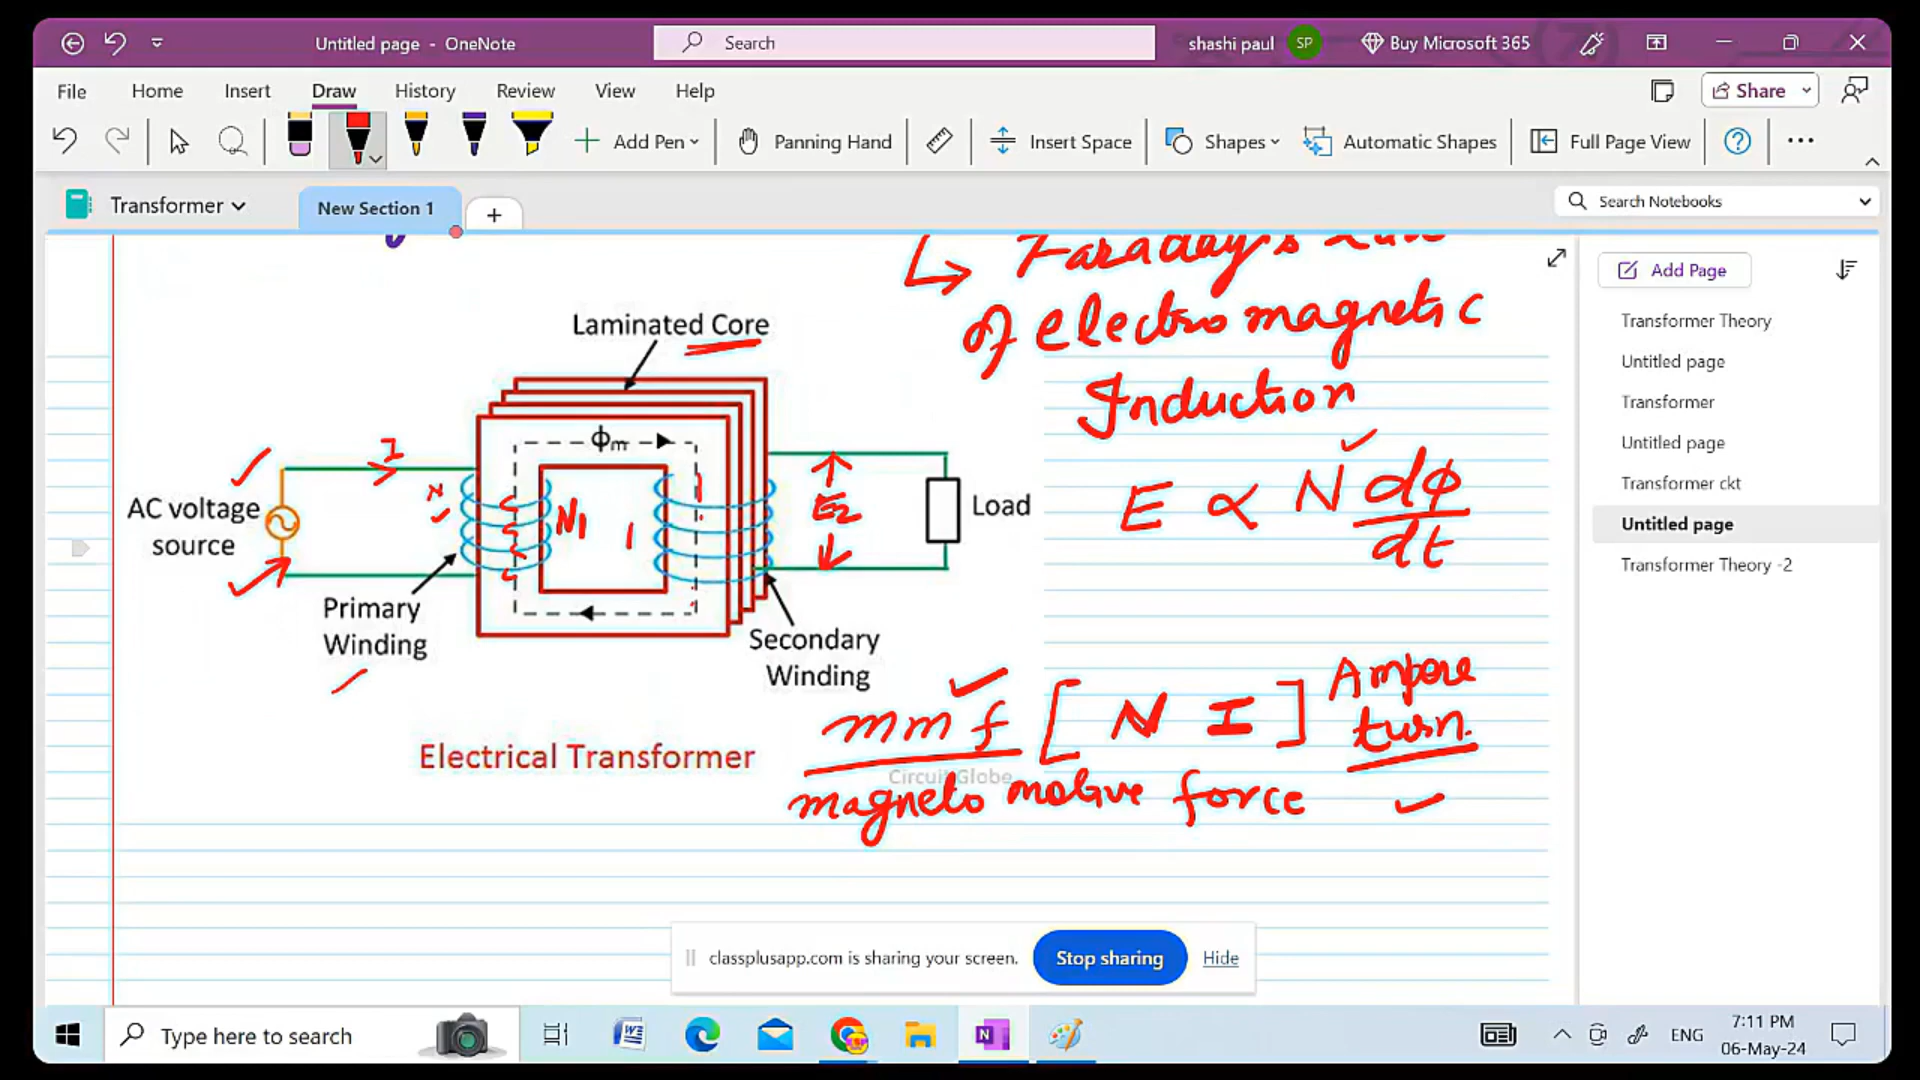 Untitled page - OneNote
Search
shashi paul
SP
Buy Microsoft 365
File
Home
Insert
Draw
History
Review
View
Help
Share
Add Pen
Panning Hand
Insert Space
Shapes
Automatic Shapes
Full Page View
Transformer
New Section 1
+
Search Notebooks
Faraday's Law
of electro magnetic
Induction
E ∝ N dφ/dt
Laminated Core
ϕm
I
AC voltage
source
N
N1
E2
Load
Primary
Winding
Secondary
Winding
Electrical Transformer
Circuit Globe
mmf [ N I ] Ampere
turn.
magneto motive force
Add Page
Transformer Theory
Untitled page
Transformer
Untitled page
Transformer ckt
Untitled page
Transformer Theory -2
classplusapp.com is sharing your screen.
Stop sharing
Hide
Type here to search
ENG
7:11 PM
06-May-24